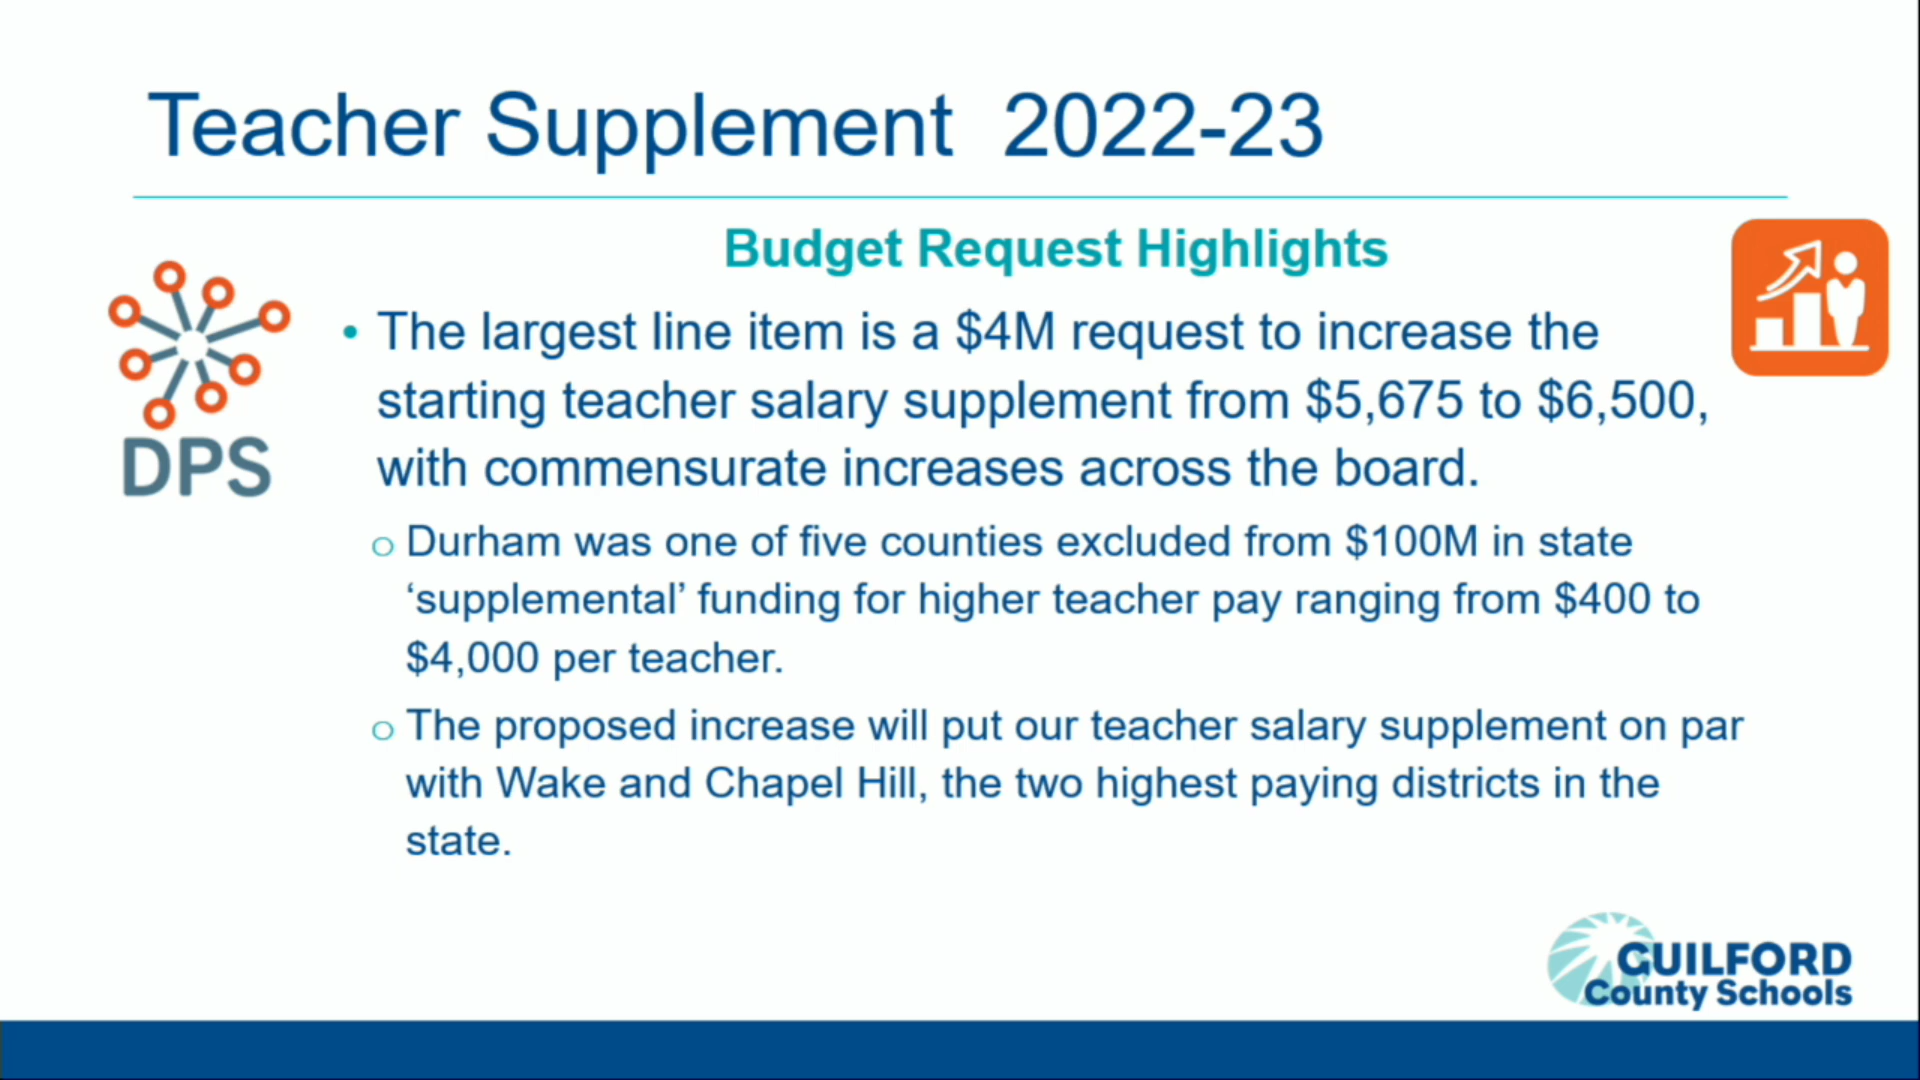 Teacher Supplement 2022-23
Budget Request Highlights
DPS
• The largest line item is a $4M request to increase the
starting teacher salary supplement from $5,675 to $6,500,
with commensurate increases across the board.
o Durham was one of five counties excluded from $100M in state
‘supplemental’ funding for higher teacher pay ranging from $400 to
$4,000 per teacher.
o The proposed increase will put our teacher salary supplement on par
with Wake and Chapel Hill, the two highest paying districts in the
state.
GUILFORD
County Schools